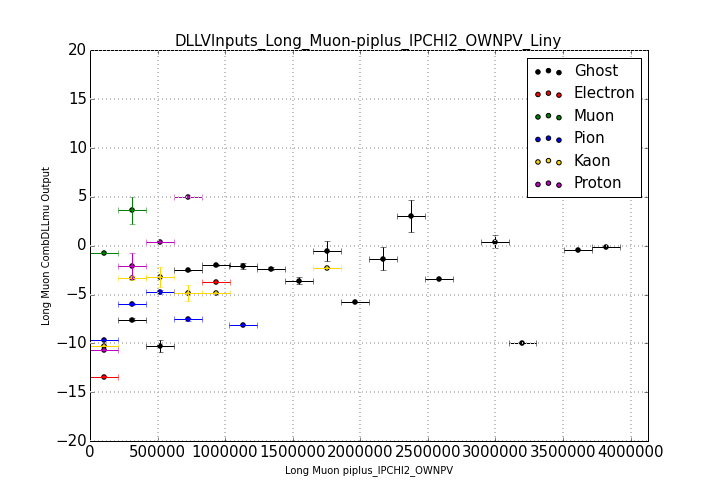 DLLVInputs_Long_Muon-piplus_IPCHI2_OWNPV_Liny
20
15
10
5
0
−5
−10
−15
−20
Long Muon CombDLLmu Output
Ghost
Electron
Muon
Pion
Kaon
Proton
0 500000 1000000 1500000 2000000 2500000 3000000 3500000 4000000
Long Muon piplus_IPCHI2_OWNPV